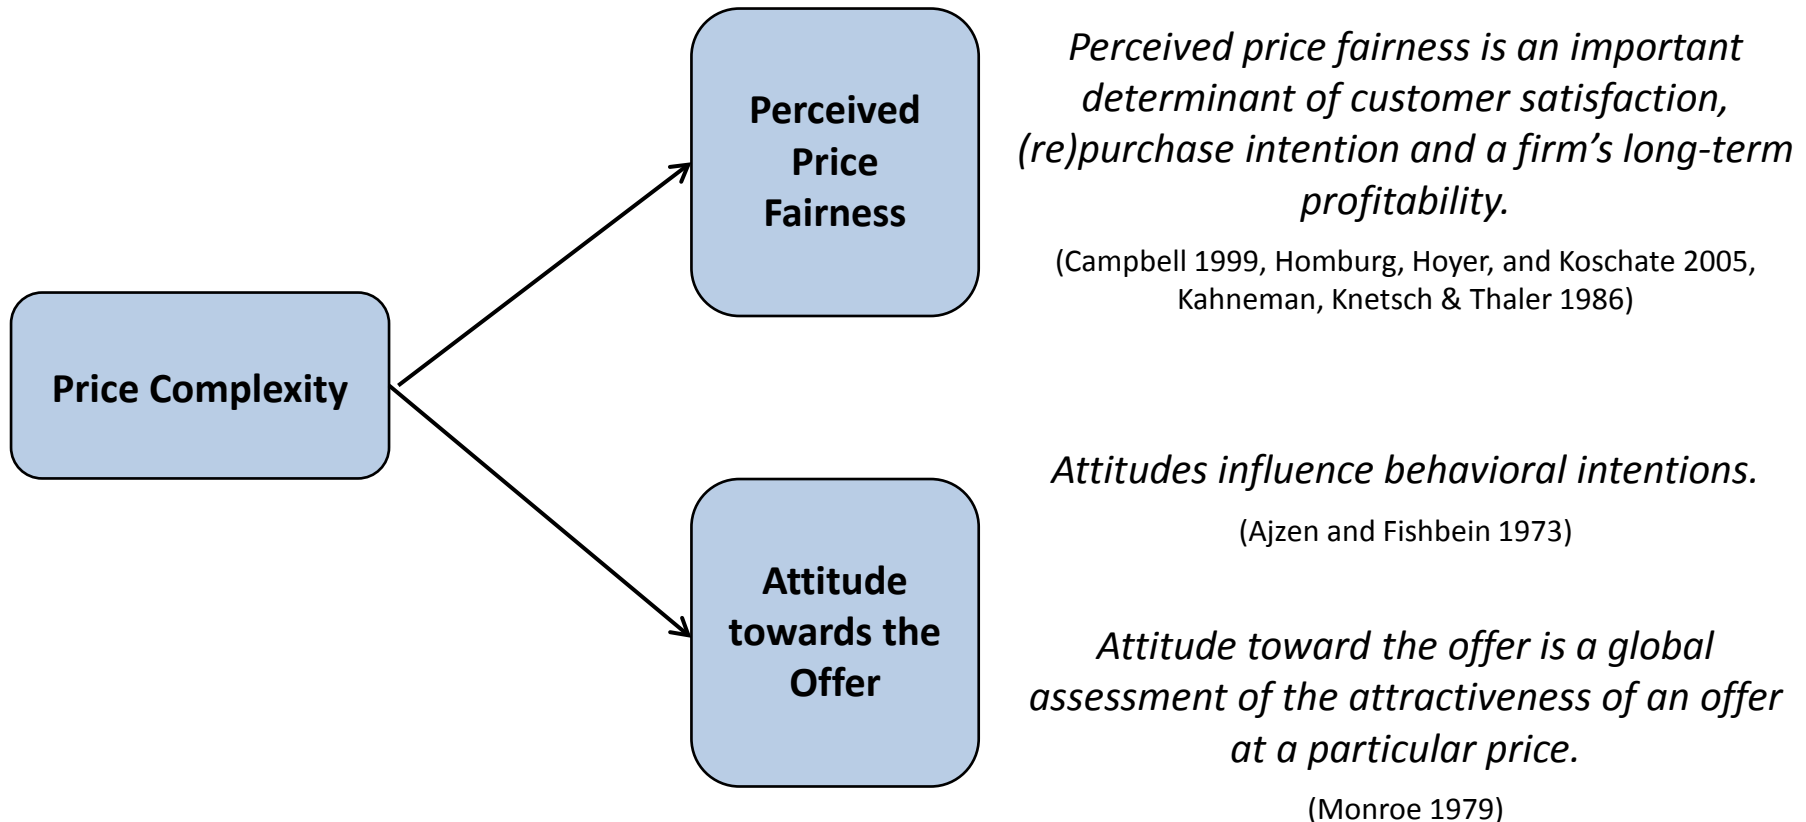 Perceived
Price
Fairness
Perceived price fairness is an important
determinant of customer satisfaction,
(re)purchase intention and a firm’s long-term
profitability.
(Campbell 1999, Homburg, Hoyer, and Koschate 2005,
Kahneman, Knetsch & Thaler 1986)
Price Complexity
Attitude
towards the
Offer
Attitudes influence behavioral intentions.
(Ajzen and Fishbein 1973)
Attitude toward the offer is a global
assessment of the attractiveness of an offer
at a particular price.
(Monroe 1979)